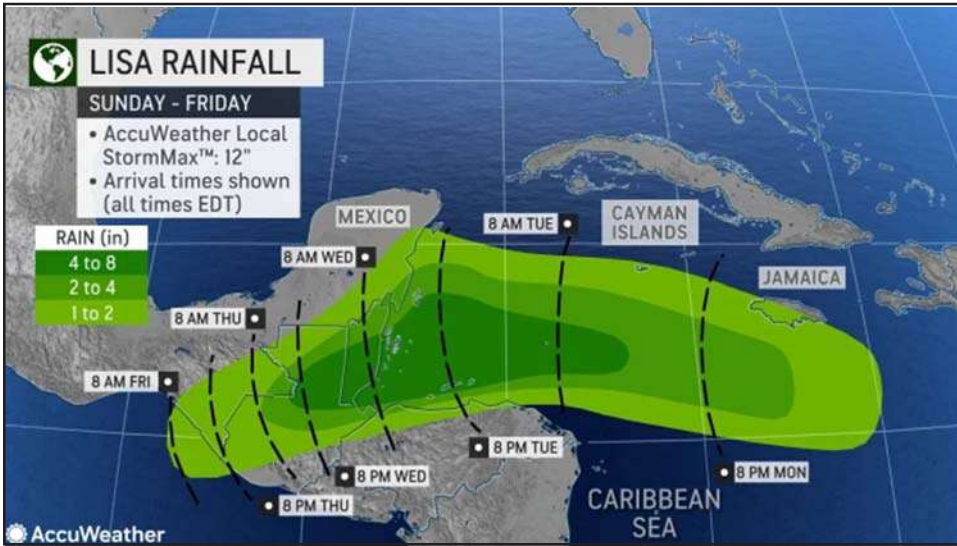 LISA RAINFALL
SUNDAY - FRIDAY
• AccuWeather Local
StormMax™: 12"
• Arrival times shown
(all times EDT)
RAIN (in)
4 to 8
2 to 4
1 to 2
MEXICO
8 AM TUE
CAYMAN
ISLANDS
8 AM WED
JAMAICA
8 AM THU
8 AM FRI
8 PM TUE
8 PM WED
8 PM MON
8 PM THU
CARIBBEAN
SEA
AccuWeather